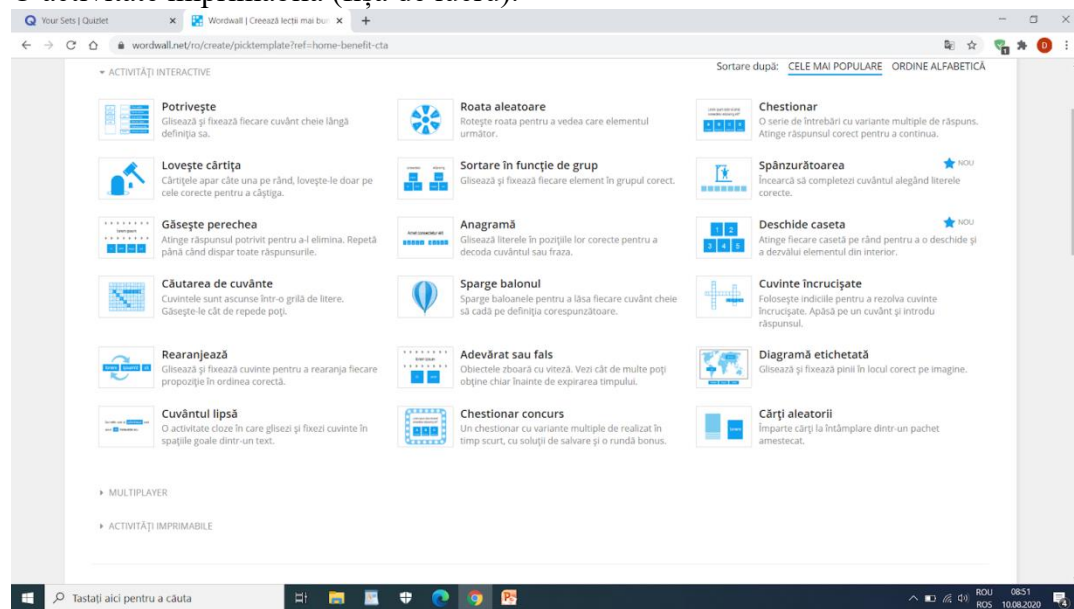 Your Sets | Quizlet
Wordwall | Creează lecții mai bun
wordwall.net/ro/create/picktemplate?ref=home-benefit-cta
D
ACTIVITĂȚI INTERACTIVE
Sortare după: CELE MAI POPULARE ORDINE ALFABETICĂ
Potrivește
Glisează și fixează fiecare cuvânt cheie lângă
definiția sa.
Roata aleatoare
Rotește roata pentru a vedea care elementul
următor.
Chestionar
O serie de întrebări cu variante multiple de răspuns.
Atinge răspunsul corect pentru a continua.
Lovește cârtița
Cârtițele apar câte una pe rând, lovește-le doar pe
cele corecte pentru a câștiga.
Sortare în funcție de grup
Glisează și fixează fiecare element în grupul corect.
Spânzurătoarea
NOU
Încearcă să completezi cuvântul alegând literele
corecte.
Găsește perechea
Atinge răspunsul potrivit pentru a-l elimina. Repetă
până când dispar toate răspunsurile.
Anagramă
Glisează literele în pozițiile lor corecte pentru a
decoda cuvântul sau fraza.
Deschide caseta
NOU
Atinge fiecare casetă pe rând pentru a o deschide și
a dezvălui elementul din interior.
Căutarea de cuvânte
Cuvintele sunt ascunse într-o grilă de litere.
Găsește-le cât de repede poți.
Sparge balonul
Sparge baloanele pentru a lăsa fiecare cuvânt cheie
să cadă pe definiția corespunzătoare.
Cuvinte încrucișate
Folosește indiciile pentru a rezolva cuvinte
încrucișate. Apăsă pe un cuvânt și introdu
răspunsul.
Rearanjează
Glisează și fixează cuvinte pentru a rearanja fiecare
propoziție în ordinea corectă.
Adevărat sau fals
Obiectele zboară cu viteză. Vezi cât de multe poți
obține chiar înainte de expirarea timpului.
Diagramă etichetată
Glisează și fixează pinii în locul corect pe imagine.
Cuvântul lipsă
O activitate cloze în care glisezi și fixezi cuvinte în
spațiile goale dintr-un text.
Chestionar concurs
Un chestionar cu variante multiple de realizat în
timp scurt, cu soluții de salvare și o rundă bonus.
Cărți aleatorii
Împarte cărți la întâmplare dintr-un pachet
amestecat.
MULTIPLAYER
ACTIVITĂȚI IMPRIMABILE
Tastați aici pentru a căuta
ROU 08:51
ROS 10.08.2020